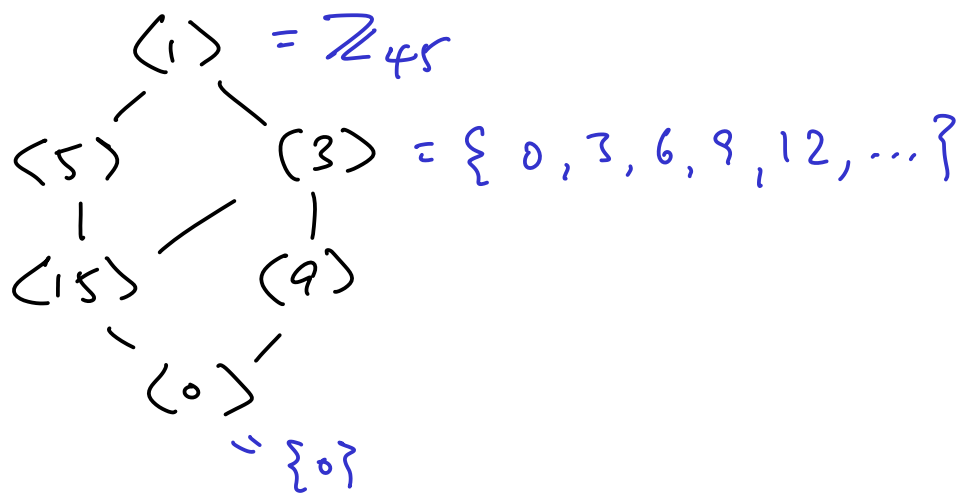 ⟨1⟩ = ℤ₄₅
⟨5⟩ ⟨3⟩ = { 0, 3, 6, 9, 12, ... }
⟨15⟩ ⟨9⟩
⟨0⟩
= {0}